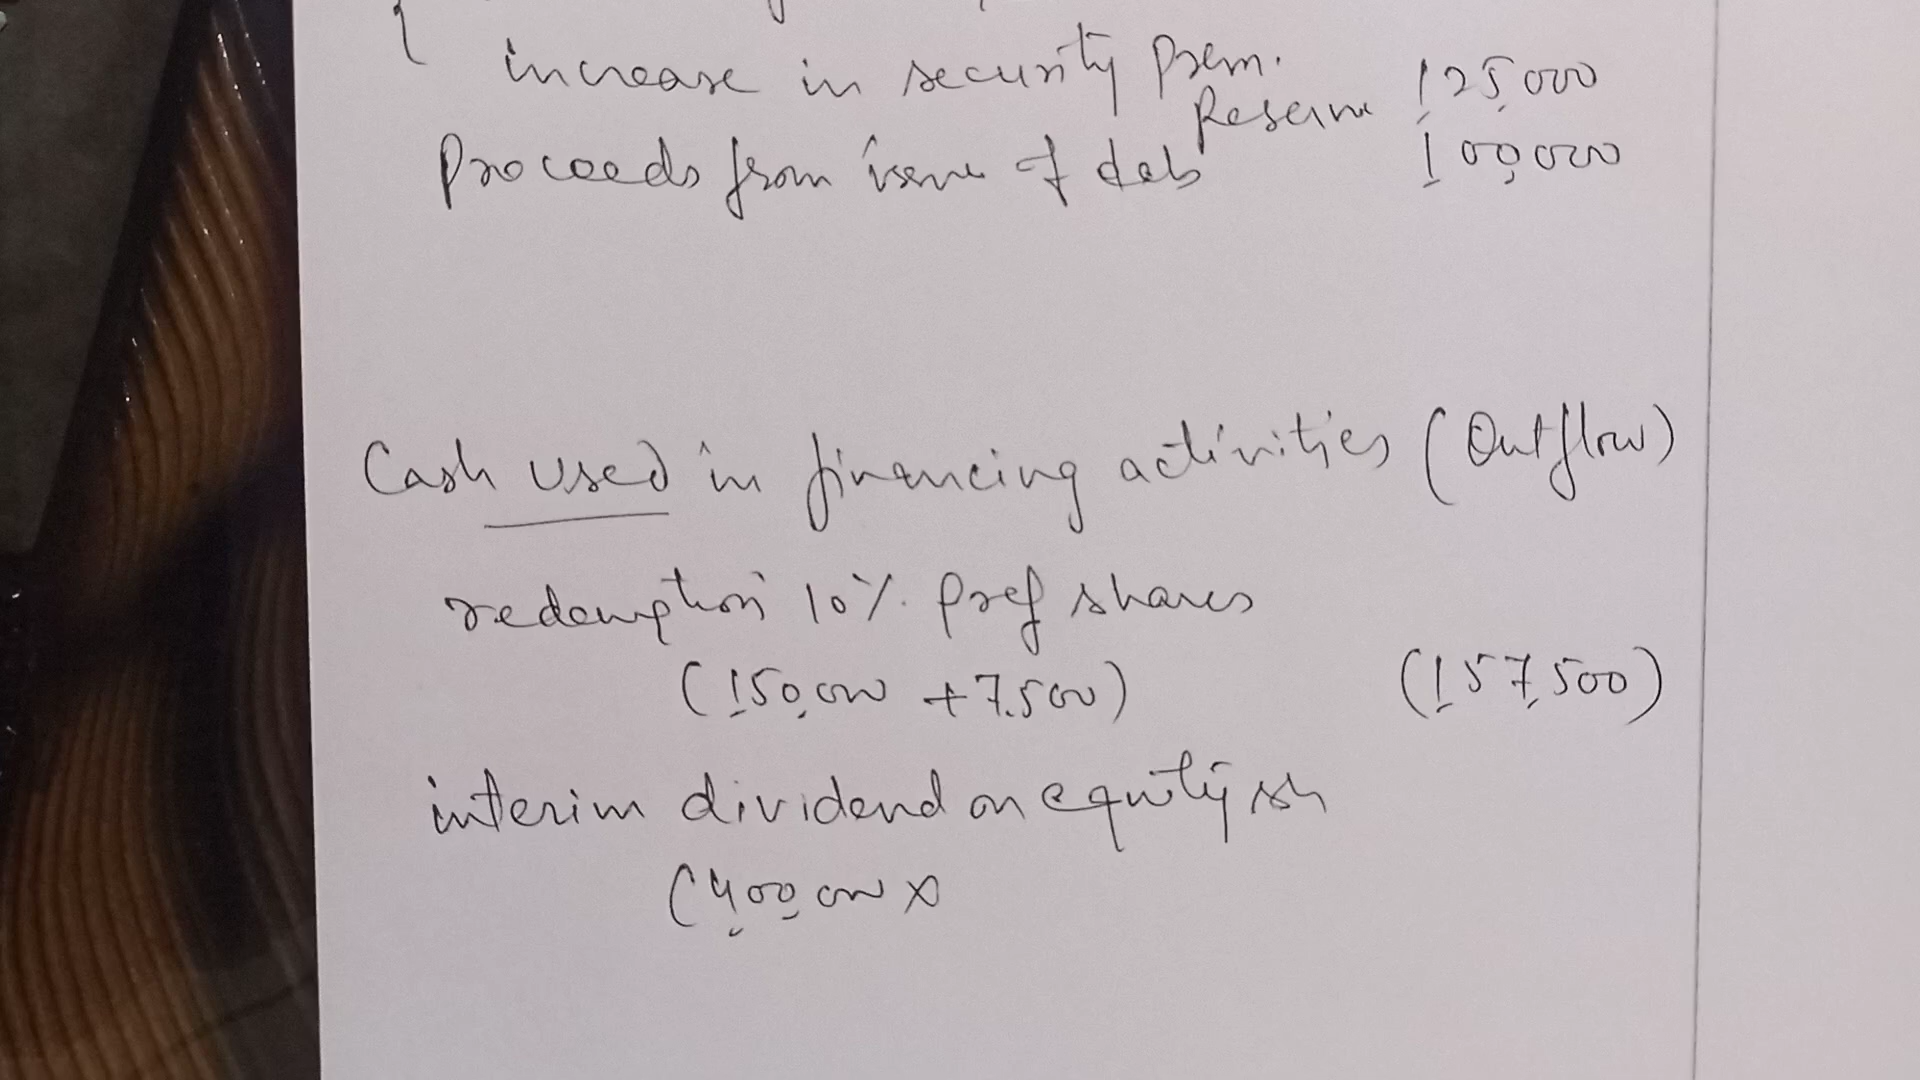 increase in security Prem. Reserve 125,000
Proceeds from issue of deb 100,000
Cash used in financing activities (Outflow)
redemption 10% Pref shares
(150,000 + 7,500) (157,500)
interim dividend on equity sh
(400,000 x